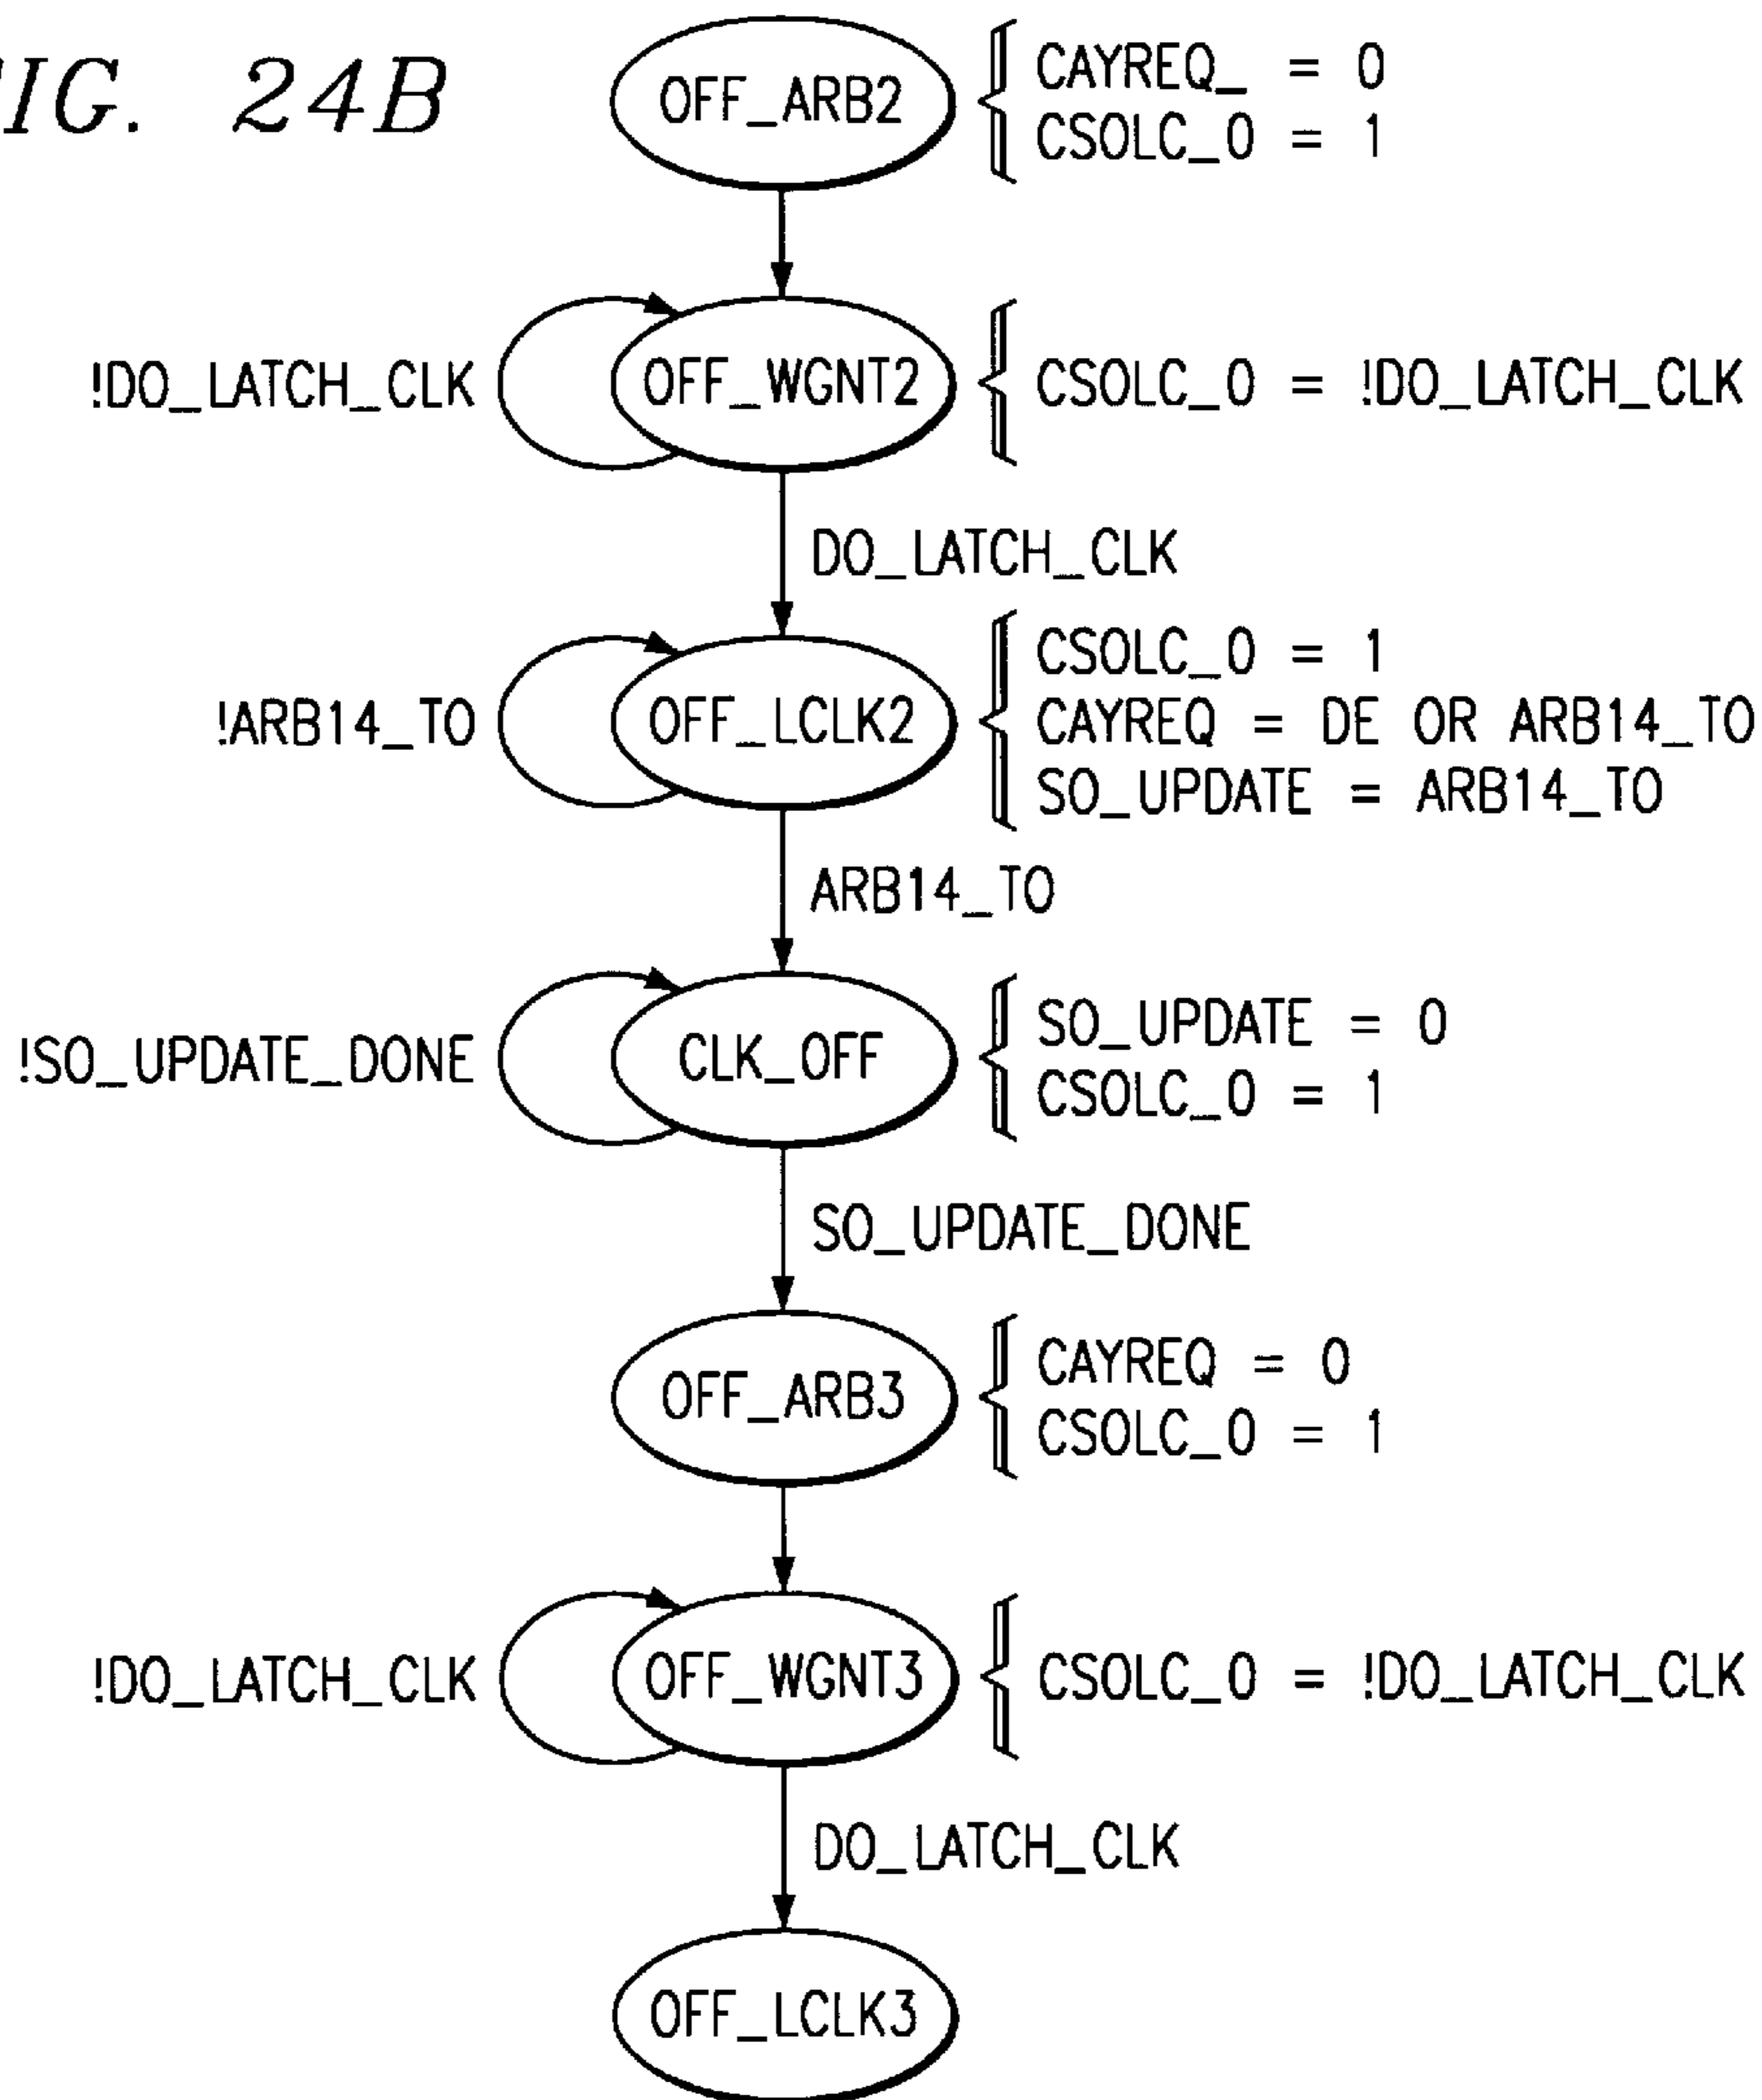 IG. 24B
OFF_ARB2
CAYREQ_ = 0
CSOLC_0 = 1
!DO_LATCH_CLK
OFF_WGNT2
CSOLC_0 = !DO_LATCH_CLK
DO_LATCH_CLK
!ARB14_TO
OFF_LCLK2
CSOLC_0 = 1
CAYREQ = DE OR ARB14_TO
SO_UPDATE = ARB14_TO
ARB14_TO
!SO_UPDATE_DONE
CLK_OFF
SO_UPDATE = 0
CSOLC_0 = 1
SO_UPDATE_DONE
OFF_ARB3
CAYREQ = 0
CSOLC_0 = 1
!DO_LATCH_CLK
OFF_WGNT3
CSOLC_0 = !DO_LATCH_CLK
DO_LATCH_CLK
OFF_LCLK3